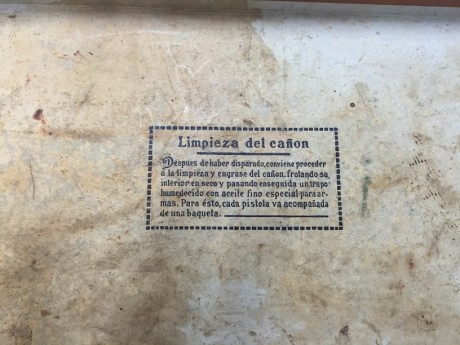 Limpieza del cañon
Despues de haber disparado, conviene proceder
á la limpieza y engrase del cañon, frotando su
interior en seco y pasando enseguida un trapo
humedecido con aceite fino especial para ar-
mas. Para ésto, cada pistola va acompañada
de una baqueta.